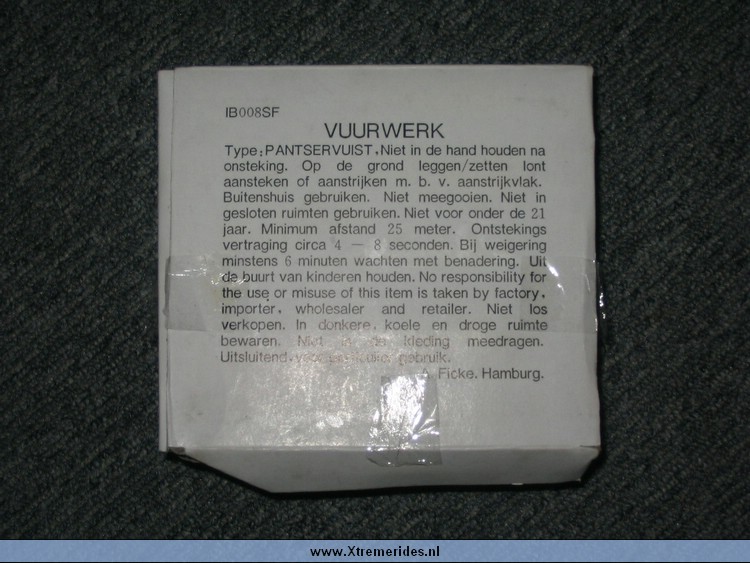 IB008SF
VUURWERK
Type: PANTSERVUIST. Niet in de hand houden na
onsteking. Op de grond leggen/zetten lont
aansteken of aanstrijken m. b. v. aanstrijkvlak.
Buitenshuis gebruiken. Niet meegooien. Niet in
gesloten ruimten gebruiken. Niet voor onder de 21
jaar. Minimum afstand 25 meter. Ontstekings
vertraging circa 4 — 8 seconden. Bij weigering
minstens 6 minuten wachten met benadering. Uit
de buurt van kinderen houden. No responsibility for
the use or misuse of this item is taken by factory,
importer, wholesaler and retailer. Niet los
verkopen. In donkere, koele en droge ruimte
bewaren. Niet in de kleding meedragen.
Uitsluitend gebruik.
A. Ficke. Hamburg.
www.Xtremerides.nl